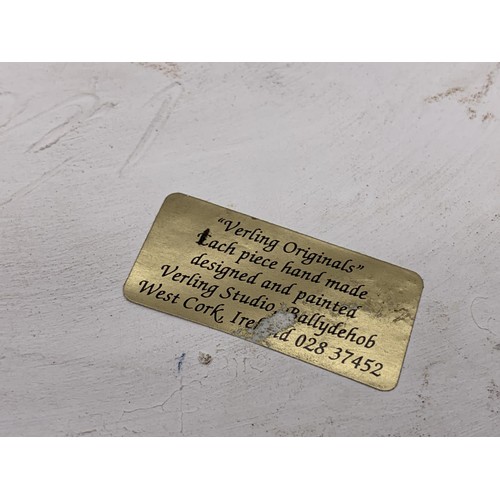 "Verling Originals"
Each piece hand made
designed and painted
Verling Studio, Ballydehob
West Cork, Ireland 028 37452